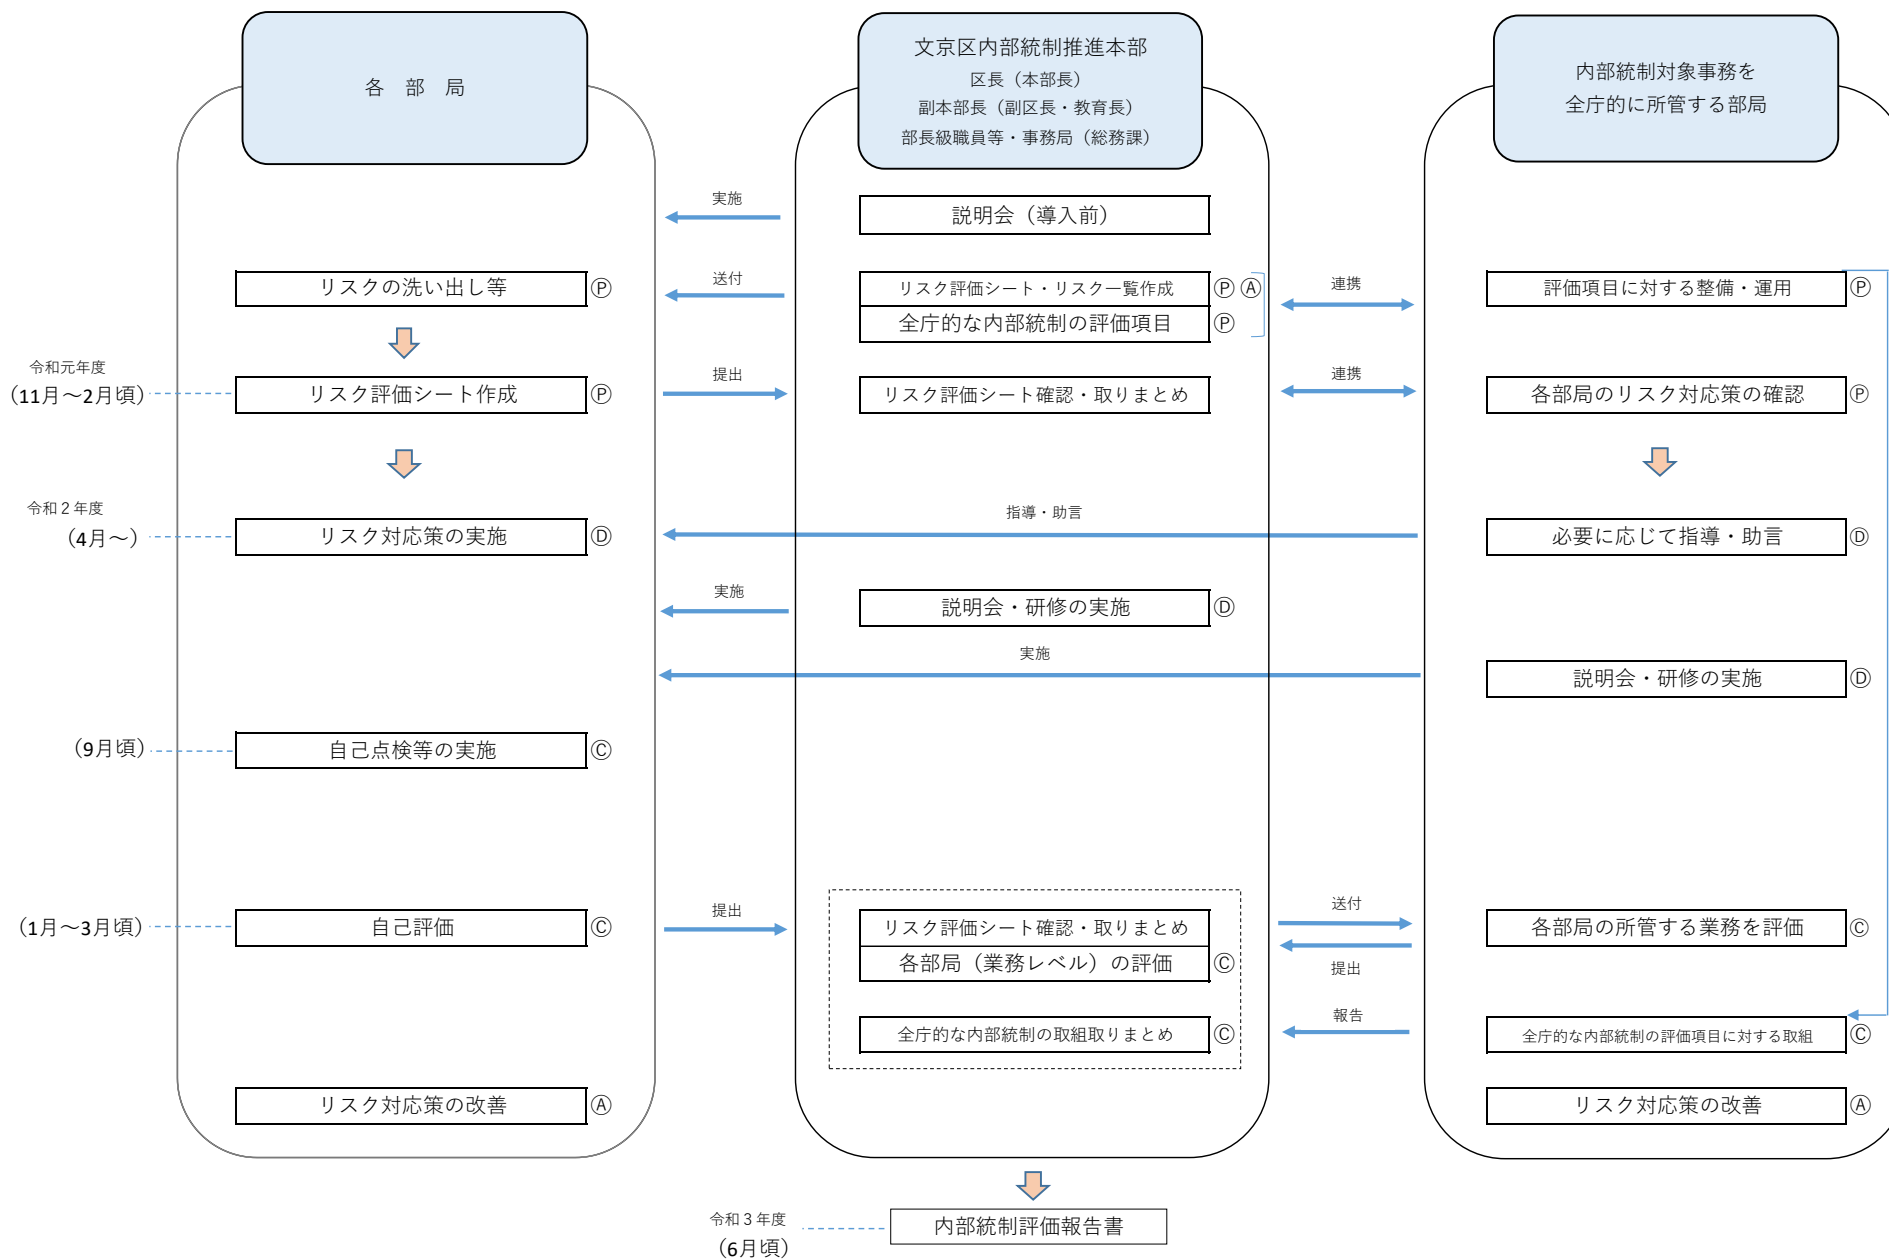 各　部　局
文京区内部統制推進本部
区長（本部長）
副本部長（副区長・教育長）
部長級職員等・事務局（総務課）
内部統制対象事務を
全庁的に所管する部局
実施
説明会（導入前）
リスクの洗い出し等 Ⓟ
送付
リスク評価シート・リスク一覧作成 Ⓟ Ⓐ
全庁的な内部統制の評価項目 Ⓟ
連携
評価項目に対する整備・運用 Ⓟ
令和元年度
（11月～2月頃）
リスク評価シート作成 Ⓟ
提出
リスク評価シート確認・取りまとめ
連携
各部局のリスク対応策の確認 Ⓟ
令和２年度
（4月～）
リスク対応策の実施 Ⓓ
指導・助言
必要に応じて指導・助言 Ⓓ
実施
説明会・研修の実施 Ⓓ
実施
説明会・研修の実施 Ⓓ
（9月頃）
自己点検等の実施 Ⓒ
（1月～3月頃）
自己評価 Ⓒ
提出
リスク評価シート確認・取りまとめ
各部局（業務レベル）の評価 Ⓒ
送付
提出
各部局の所管する業務を評価 Ⓒ
全庁的な内部統制の取組取りまとめ Ⓒ
報告
全庁的な内部統制の評価項目に対する取組 Ⓒ
リスク対応策の改善 Ⓐ
リスク対応策の改善 Ⓐ
令和３年度
（6月頃）
内部統制評価報告書